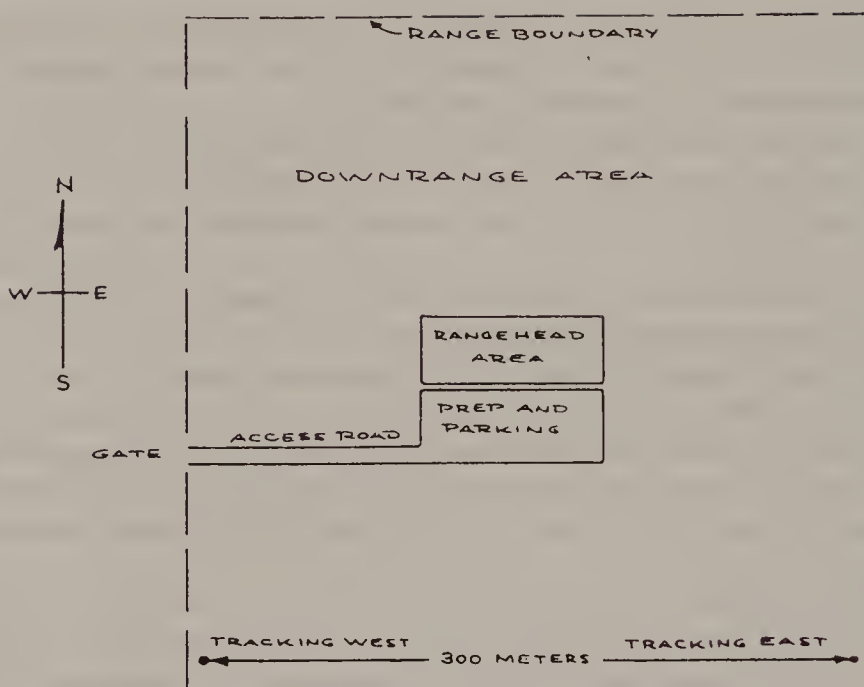 RANGE BOUNDARY
DOWNRANGE AREA
N
W E
S
RANGEHEAD
AREA
PREP AND
PARKING
ACCESS ROAD
GATE
TRACKING WEST
TRACKING EAST
300 METERS